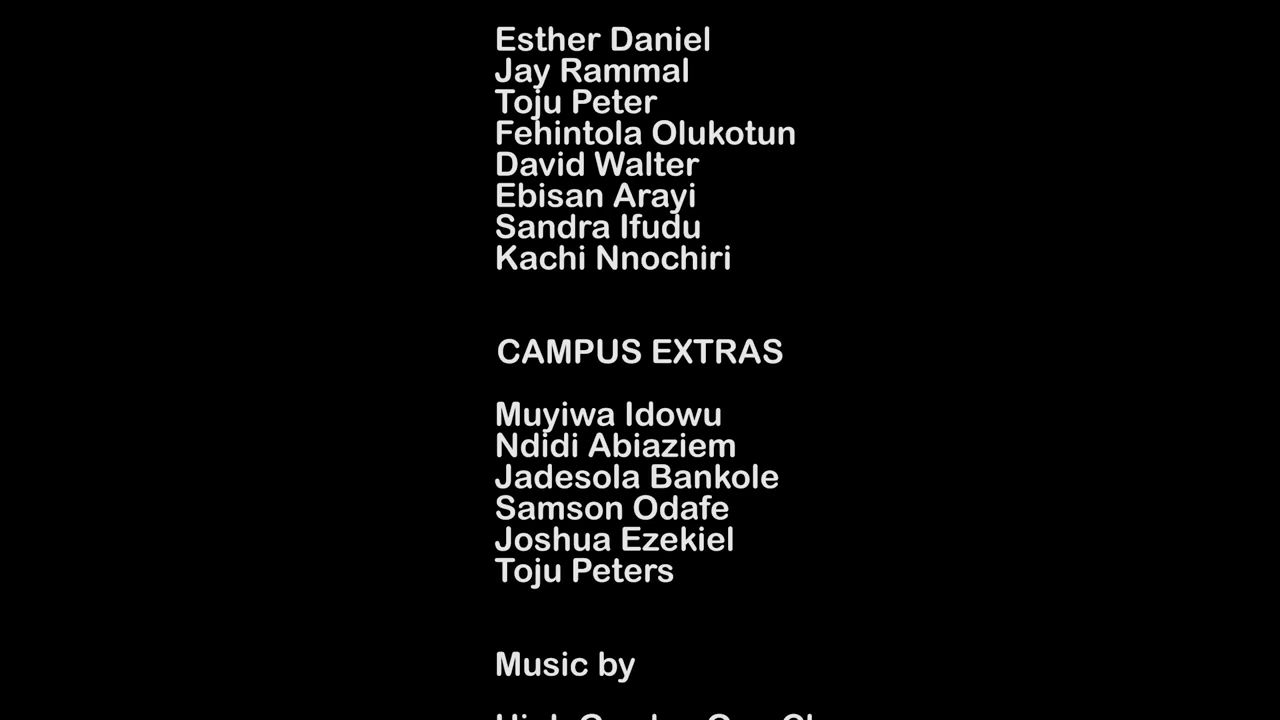 Esther Daniel
Jay Rammal
Toju Peter
Fehintola Olukotun
David Walter
Ebisan Arayi
Sandra Ifudu
Kachi Nnochiri
CAMPUS EXTRAS
Muyiwa Idowu
Ndidi Abiaziem
Jadesola Bankole
Samson Odafe
Joshua Ezekiel
Toju Peters
Music by